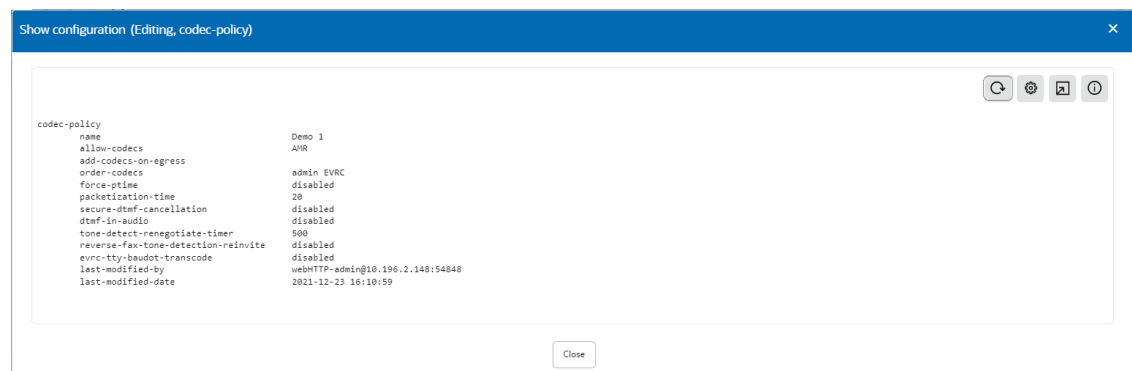 Show configuration (Editing, codec-policy)
codec-policy
name Demo 1
allow-codecs AMR
add-codecs-on-egress
order-codecs admin EVRC
force-ptime disabled
packetization-time 20
secure-dtmf-cancellation disabled
dtmf-in-audio disabled
tone-detect-renegotiate-timer 500
reverse-fax-tone-detection-reinvite disabled
evrc-tty-baudot-transcode disabled
last-modified-by webHTTP-admin@10.196.2.148:54848
last-modified-date 2021-12-23 16:10:59
Close